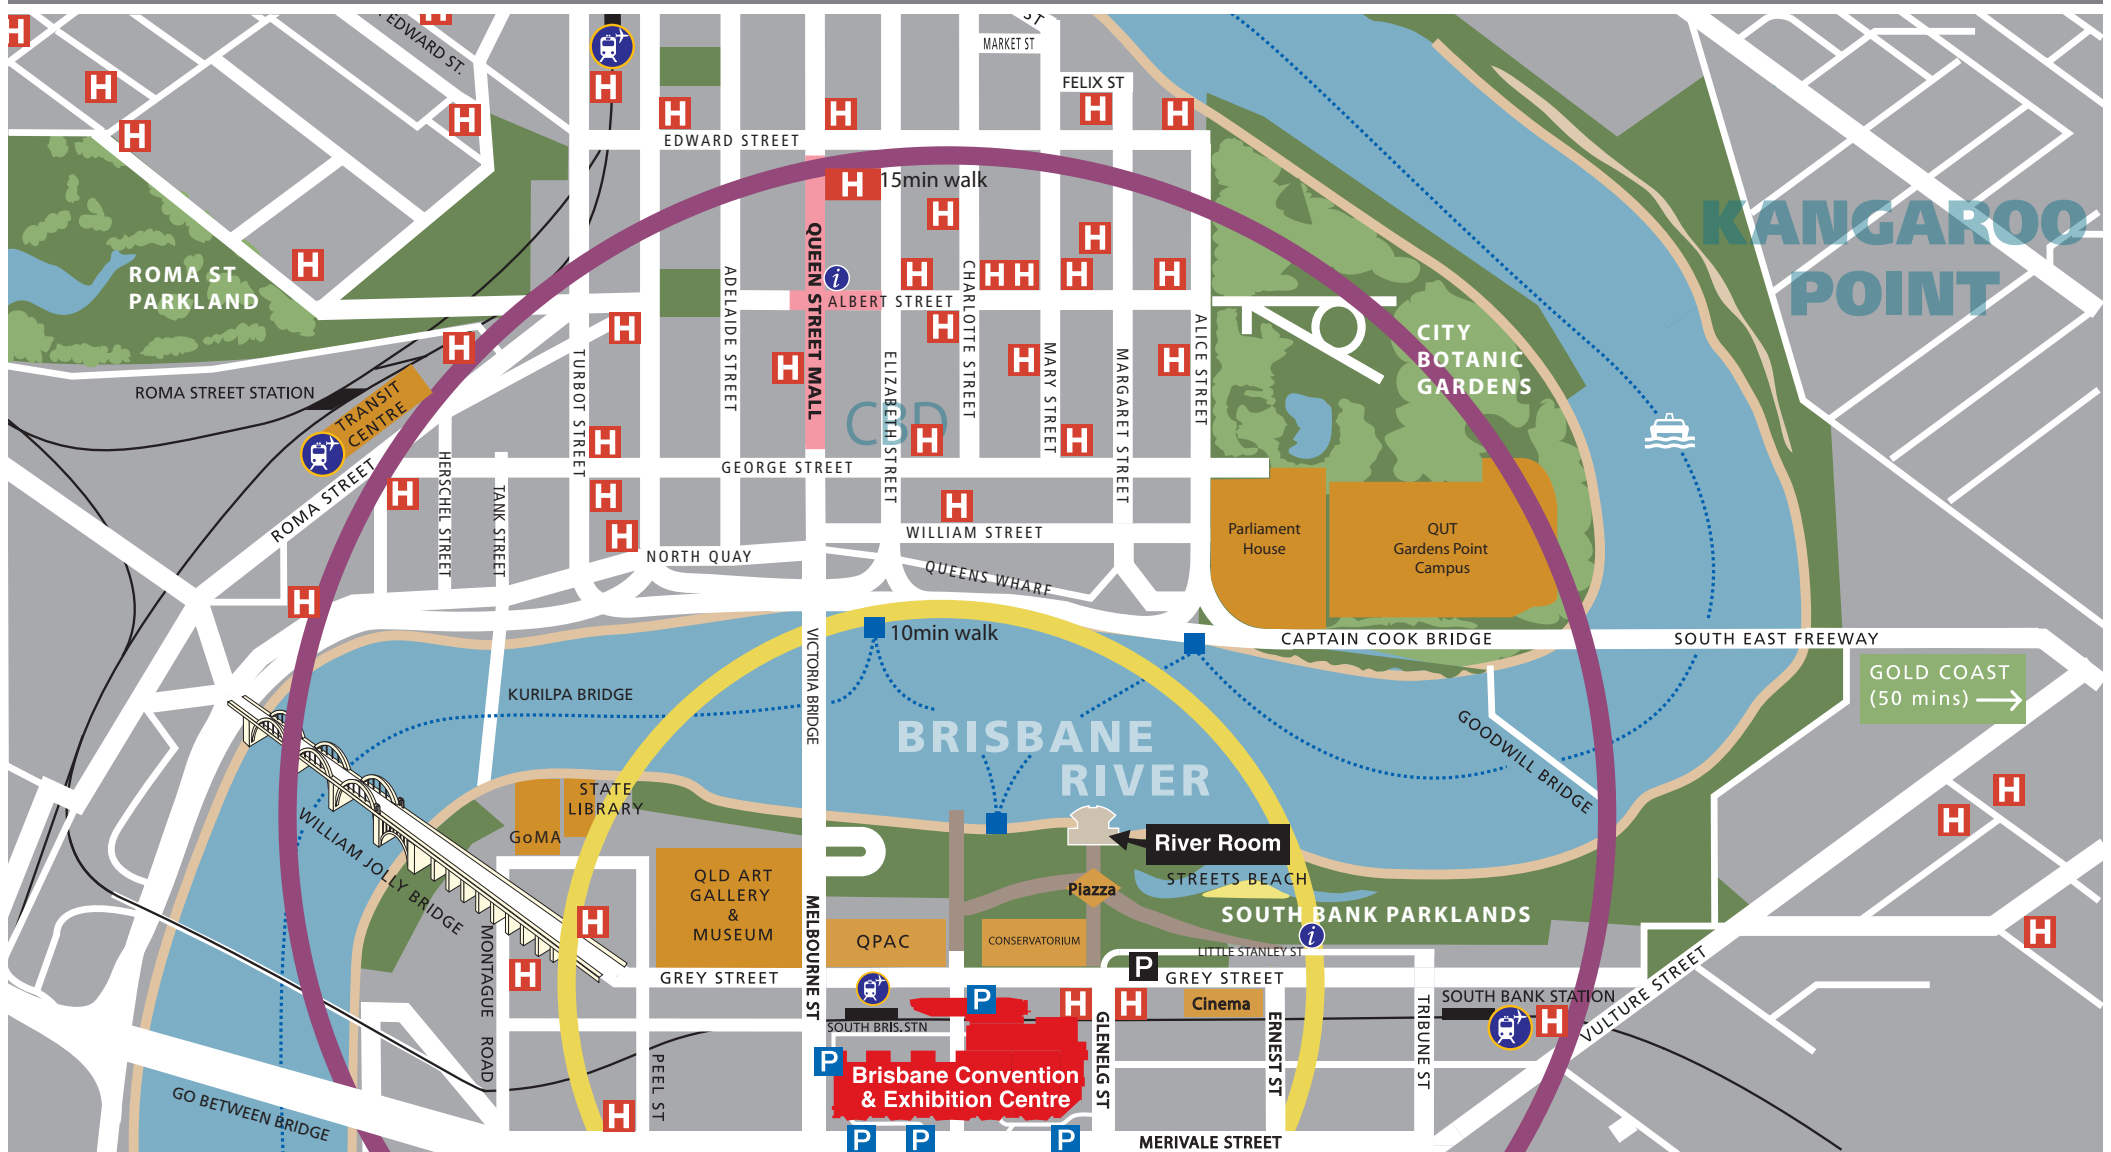 ST
MARKET ST
EDWARD ST.
FELIX ST
H
H
H
H
H
H
H
H
H
H
EDWARD STREET
H
15min walk
KANGAROO
POINT
H
H
ROMA ST
PARKLAND
H
QUEEN STREET MALL
i
H
H
H
H
H
ADELAIDE STREET
CHARLOTTE STREET
ALBERT STREET
H
H
ALICE STREET
CITY
BOTANIC
GARDENS
H
TURBOT STREET
ELIZABETH STREET
MARY STREET
MARGARET STREET
H
H
H
ROMA STREET STATION
TRANSIT
CENTRE
CBD
H
H
H
HERSCHEL STREET
TANK STREET
GEORGE STREET
ROMA STREET
H
H
H
H
Parliament
House
QUT
Gardens Point
Campus
WILLIAM STREET
NORTH QUAY
QUEENS WHARF
H
10min walk
VICTORIA BRIDGE
CAPTAIN COOK BRIDGE
SOUTH EAST FREEWAY
GOLD COAST
(50 mins)
KURILPA BRIDGE
BRISBANE
RIVER
GOODWILL BRIDGE
STATE
LIBRARY
GoMA
WILLIAM JOLLY BRIDGE
River Room
H
H
QLD ART
GALLERY
&
MUSEUM
Piazza
STREETS BEACH
MELBOURNE ST
SOUTH BANK PARKLANDS
H
H
QPAC
CONSERVATORIUM
i
LITTLE STANLEY ST
MONTAGUE ROAD
H
GREY STREET
P
GREY STREET
VULTURE STREET
P
H
H
Cinema
SOUTH BANK STATION
H
SOUTH BRIS.STN
GLENELG ST
ERNEST ST
TRIBUNE ST
P
PEEL ST
Brisbane Convention
& Exhibition Centre
H
GO BETWEEN BRIDGE
P
P
P
MERIVALE STREET